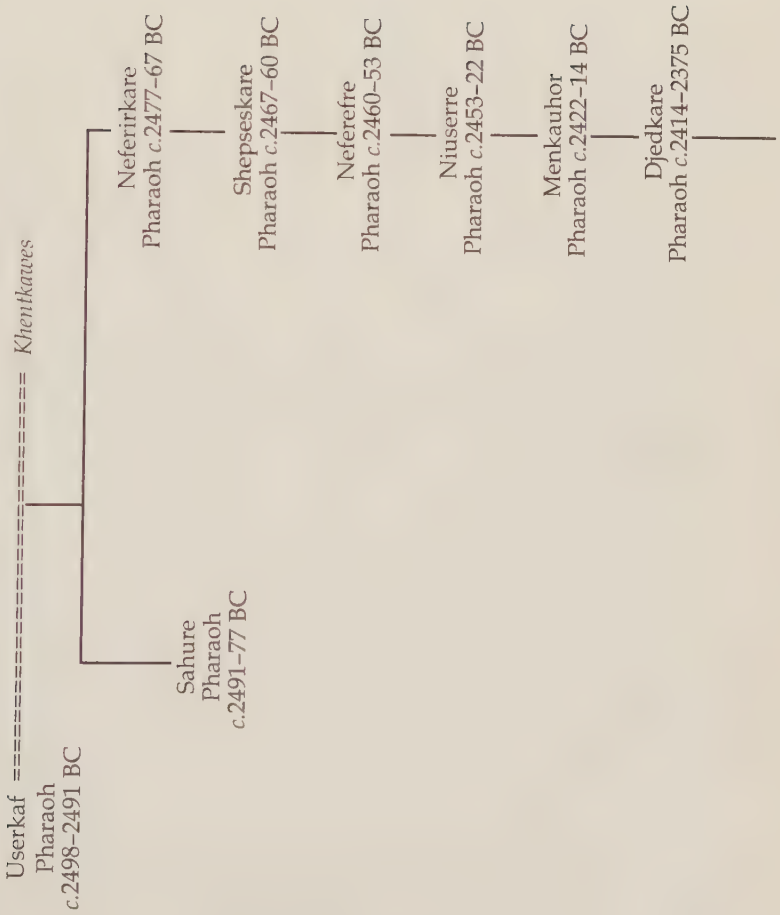 Userkaf ======================== Khentkawes
Pharaoh
c.2498–2491 BC
Sahure
Pharaoh
c.2491–77 BC
Neferirkare
Pharaoh c.2477–67 BC
Shepseskare
Pharaoh c.2467–60 BC
Neferefre
Pharaoh c.2460–53 BC
Niuserre
Pharaoh c.2453–22 BC
Menkauhor
Pharaoh c.2422–14 BC
Djedkare
Pharaoh c.2414–2375 BC